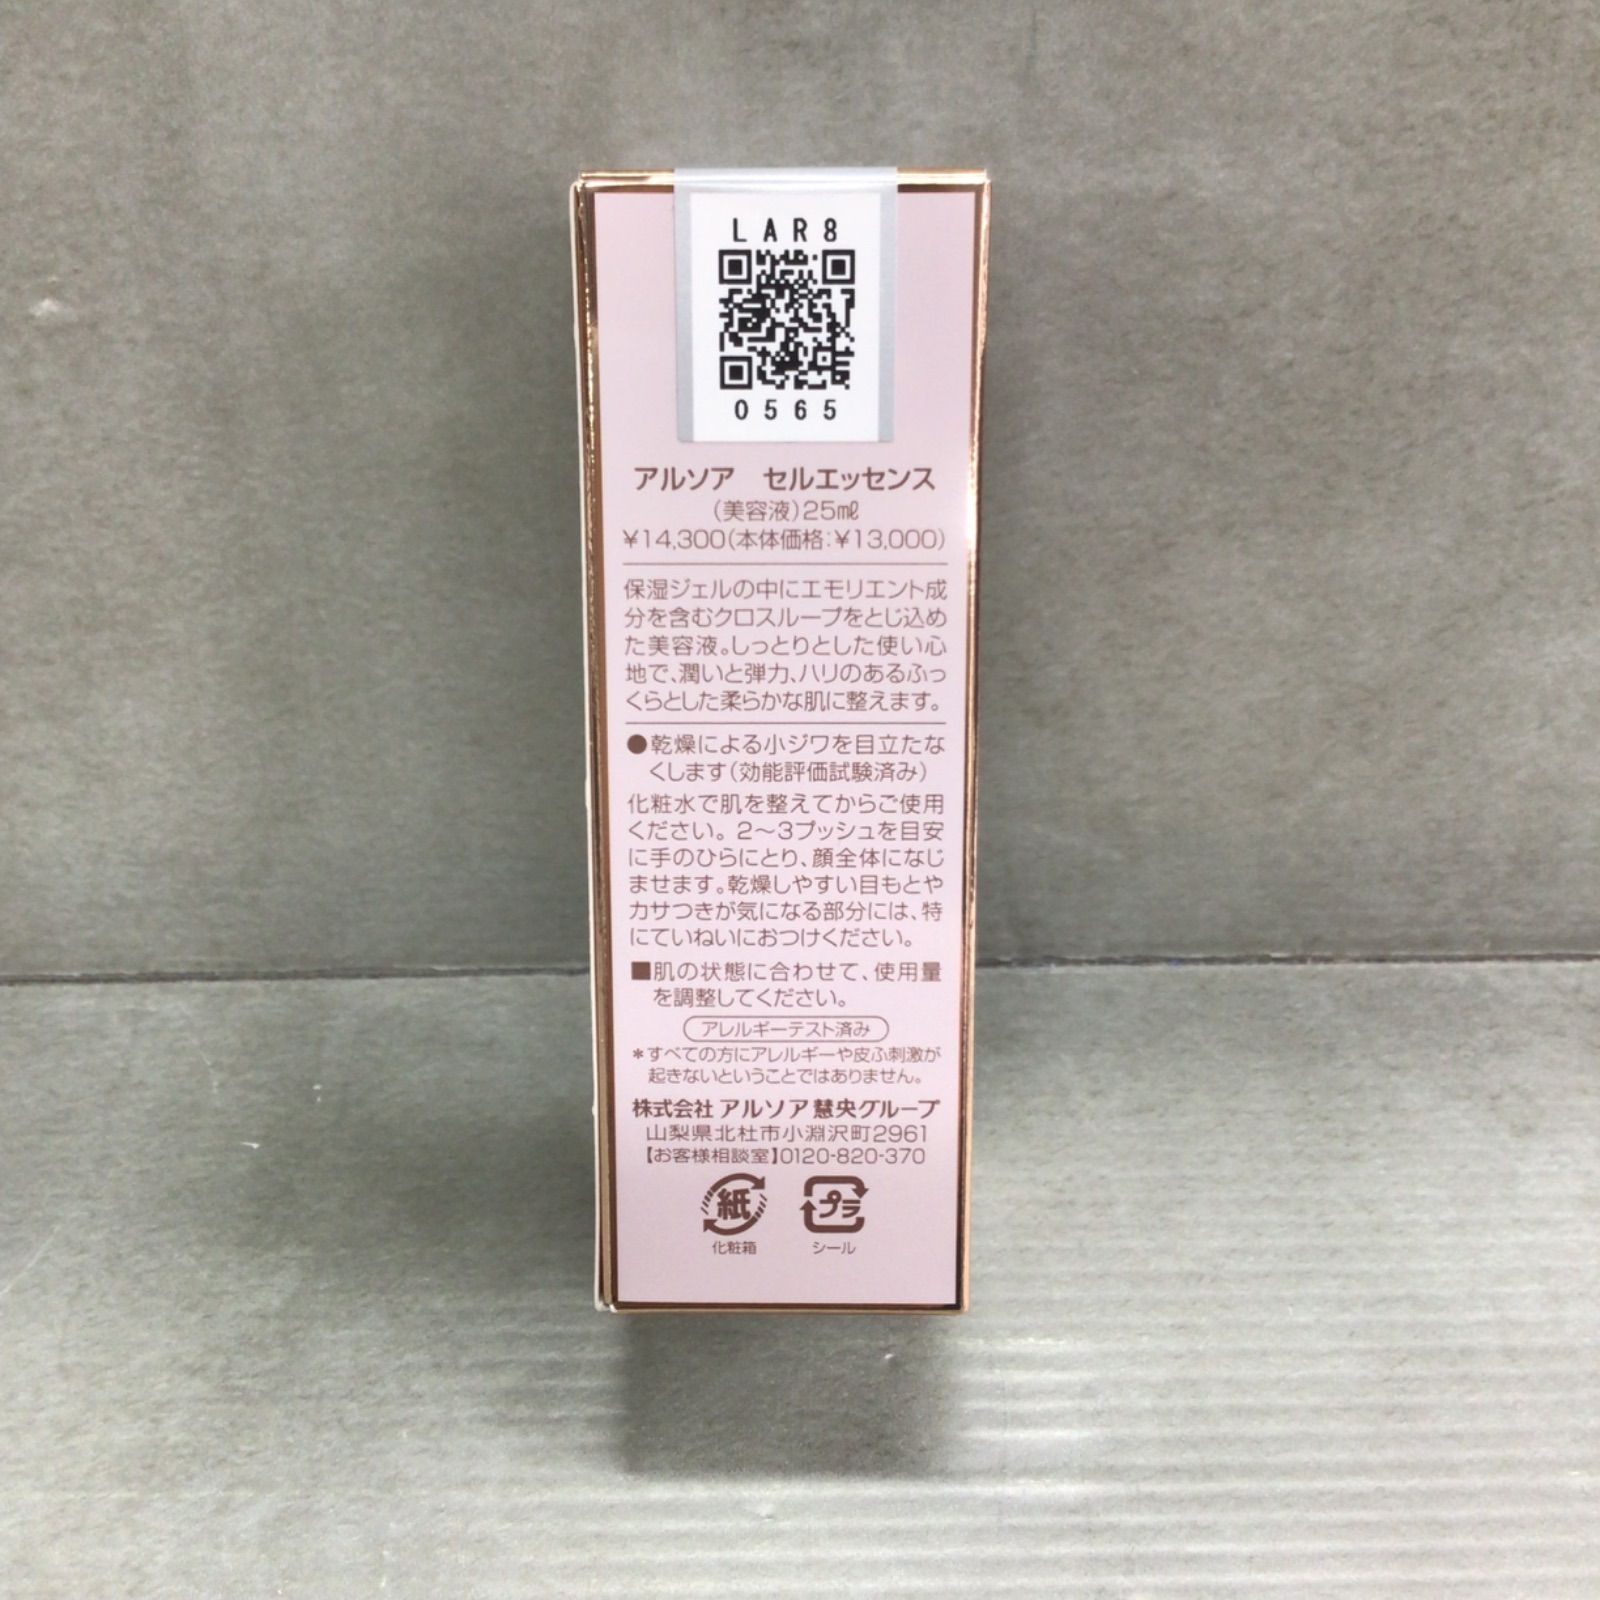 LAR8
0565
アルソア セルエッセンス
(美容液)25㎖
¥14,300(本体価格:¥13,000)
保湿ジェルの中にエモリエント成
分を含むクロスループをとじ込め
た美容液。しっとりとした使い心
地で、潤いと弾力、ハリのあるふっ
くらとした柔らかな肌に整えます。
●乾燥による小ジワを目立たな
くします(効能評価試験済み)
化粧水で肌を整えてからご使用
ください。2〜3プッシュを目安
に手のひらにとり、顔全体になじ
ませます。乾燥しやすい目もとや
カサつきが気になる部分には、特
にていねいにおつけください。
■肌の状態に合わせて、使用量
を調整してください。
アレルギーテスト済み
*すべての方にアレルギーや皮ふ刺激が
起きないということではありません。
株式会社 アルソア慧央グループ
山梨県北杜市小淵沢町2961
【お客様相談室】0120-820-370
紙 プラ
化粧箱 シール